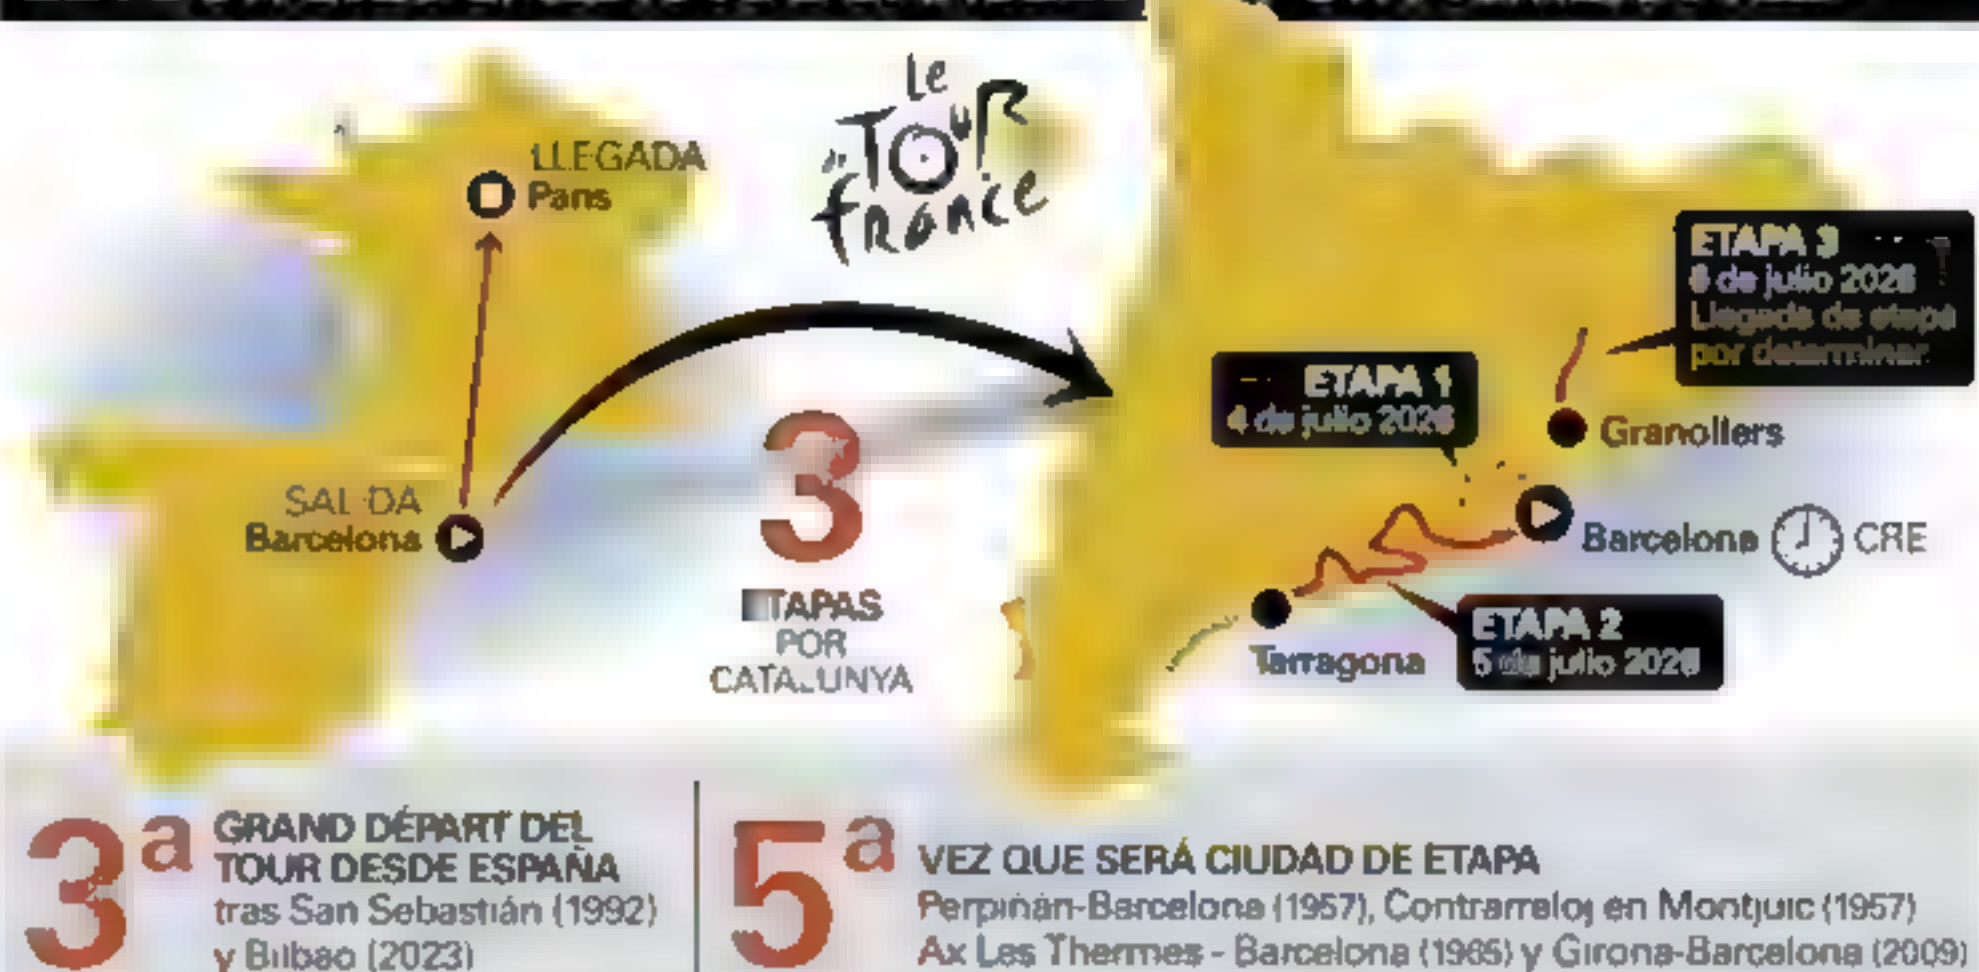 Le
TOUR
de
FRANCE
LLEGADA
Paris
SALIDA
Barcelona
3
ETAPAS
POR
CATALUNYA
ETAPA 3
6 de julio 2026
Llegada de etapa
por determinar
ETAPA 1
4 de julio 2026
Granollers
Barcelona CRE
ETAPA 2
5 de julio 2026
Tarragona
3ª GRAND DÉPART DEL
TOUR DESDE ESPAÑA
tras San Sebastián (1992)
y Bilbao (2023)
5ª VEZ QUE SERÁ CIUDAD DE ETAPA
Perpiñán-Barcelona (1957), Contrarreloj en Montjuic (1957)
Ax Les Thermes - Barcelona (1965) y Girona-Barcelona (2009)